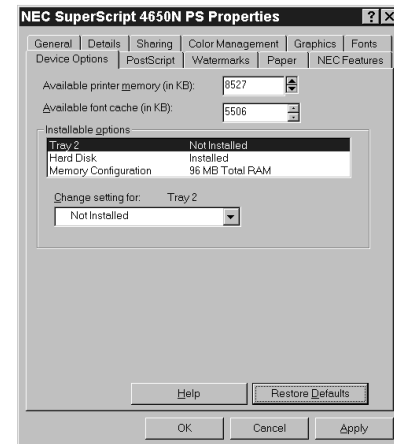 NEC SuperScript 4650N PS Properties ? X
General Details Sharing Color Management Graphics Fonts
Device Options PostScript Watermarks Paper NEC Features
Available printer memory (in KB): 8527
Available font cache (in KB): 5506
Installable options
Tray 2 Not Installed
Hard Disk Installed
Memory Configuration 96 MB Total RAM
Change setting for: Tray 2
Not Installed
Help Restore Defaults
OK Cancel Apply